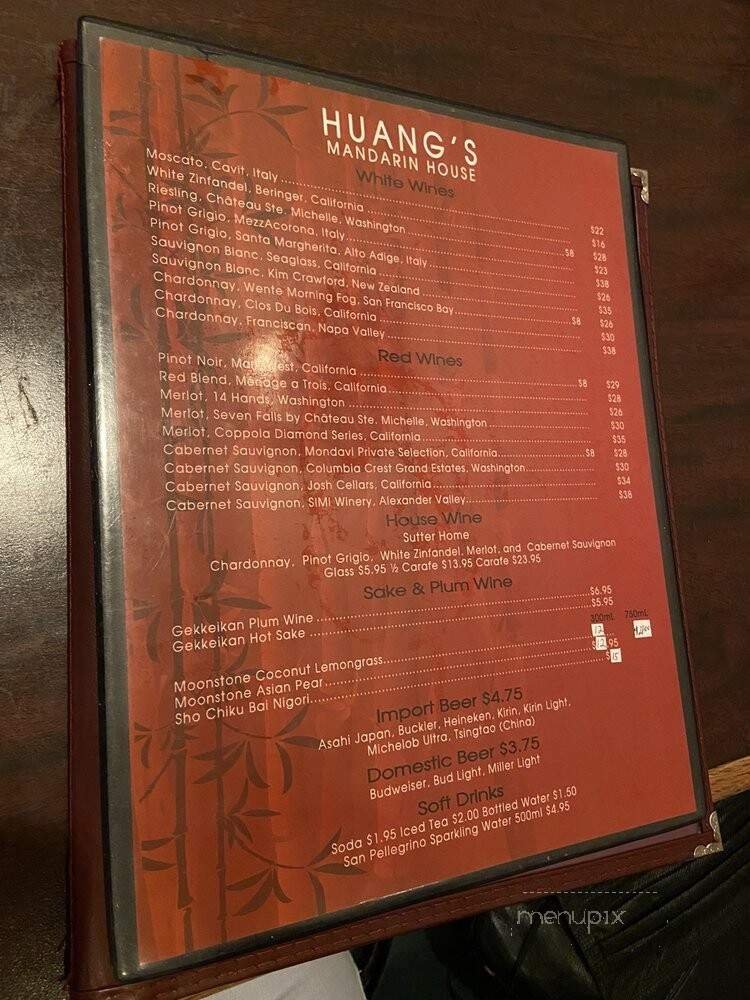 HUANG'S
MANDARIN HOUSE
White Wines
Moscato, Cavit, Italy $22
White Zinfandel, Beringer, California $16
Riesling, Château Ste. Michelle, Washington $8 $28
Pinot Grigio, MezzAcorona, Italy $23
Pinot Grigio, Santa Margherita, Alto Adige, Italy $38
Sauvignon Blanc, Seaglass, California $26
Sauvignon Blanc, Kim Crawford, New Zealand $35
Chardonnay, Wente Morning Fog, San Francisco Bay $8 $26
Chardonnay, Clos Du Bois, California $30
Chardonnay, Franciscan, Napa Valley $38
Red Wines
Pinot Noir, California $8 $29
Red Blend, Ménage a Trois, California $28
Merlot, 14 Hands, Washington $26
Merlot, Seven Falls by Château Ste. Michelle, Washington $30
Merlot, Coppola Diamond Series, California $35
Cabernet Sauvignon, Mondavi Private Selection, California $8 $28
Cabernet Sauvignon, Columbia Crest Grand Estates, Washington $30
Cabernet Sauvignon, Josh Cellars, California $34
Cabernet Sauvignon, SIMI Winery, Alexander Valley $38
House Wine
Sutter Home
Chardonnay, Pinot Grigio, White Zinfandel, Merlot, and Cabernet Sauvignon
Glass $5.95 ½ Carafe $13.95 Carafe $23.95
Sake & Plum Wine
Gekkeikan Plum Wine $6.95
Gekkeikan Hot Sake $5.95
300mL 750mL
Moonstone Coconut Lemongrass 12
Moonstone Asian Pear $12.95
Sho Chiku Bai Nigori $15
Import Beer $4.75
Asahi Japan, Buckler, Heineken, Kirin, Kirin Light,
Michelob Ultra, Tsingtao (China)
Domestic Beer $3.75
Budweiser, Bud Light, Miller Light
Soft Drinks
Soda $1.95 Iced Tea $2.00 Bottled Water $1.50
San Pellegrino Sparkling Water 500ml $4.95
menupix